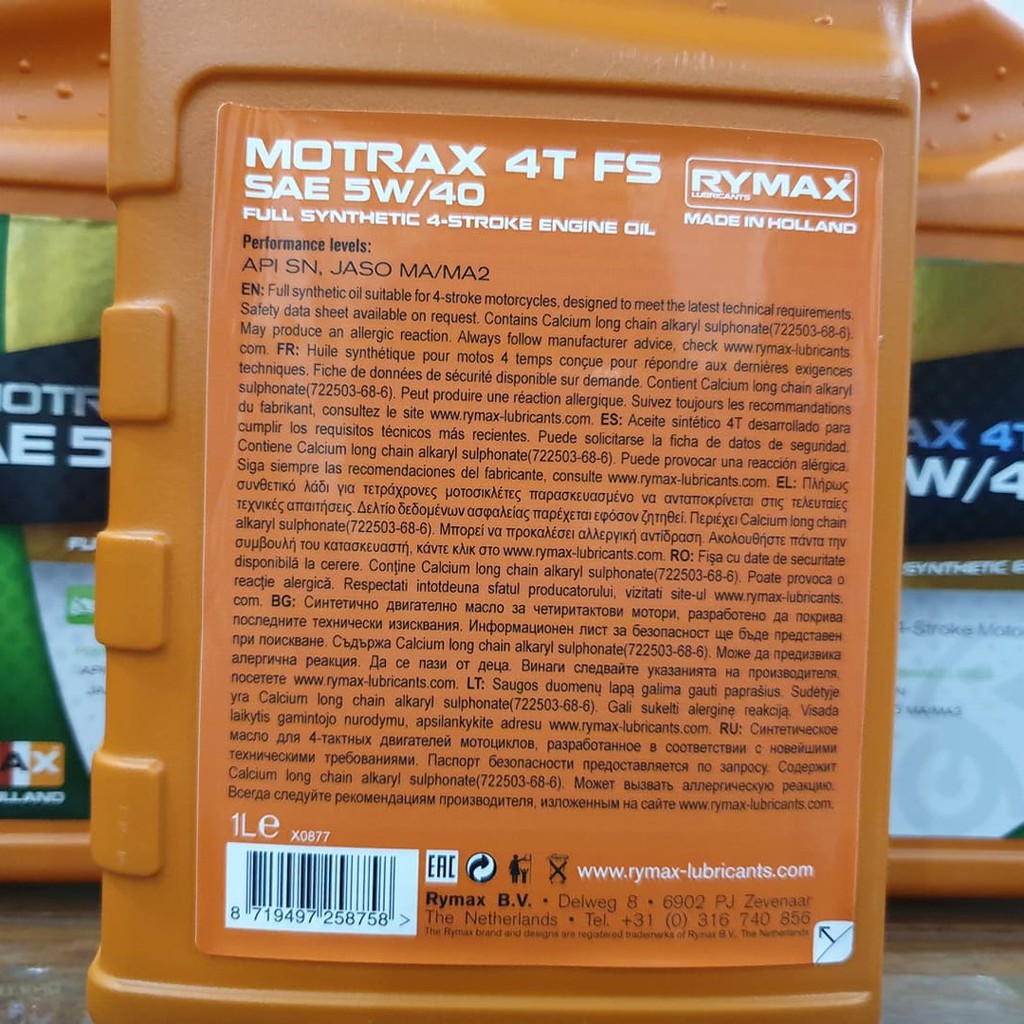 MOTRAX 4T FS
SAE 5W/40
FULL SYNTHETIC 4-STROKE ENGINE OIL
RYMAX®
LUBRICANTS
MADE IN HOLLAND
Performance levels:
API SN, JASO MA/MA2
EN: Full synthetic oil suitable for 4-stroke motorcycles, designed to meet the latest technical requirements.
Safety data sheet available on request. Contains Calcium long chain alkaryl sulphonate(722503-68-6).
May produce an allergic reaction. Always follow manufacturer advice, check www.rymax-lubricants.
com. FR: Huile synthétique pour motos 4 temps conçue pour répondre aux dernières exigences
techniques. Fiche de données de sécurité disponible sur demande. Contient Calcium long chain alkaryl
sulphonate(722503-68-6). Peut produire une réaction allergique. Suivez toujours les recommandations
du fabrikant, consultez le site www.rymax-lubricants.com. ES: Aceite sintético 4T desarrollado para
cumplir los requisitos técnicos más recientes. Puede solicitarse la ficha de datos de seguridad.
Contiene Calcium long chain alkaryl sulphonate(722503-68-6). Puede provocar una reacción alérgica.
Siga siempre las recomendaciones del fabricante, consulte www.rymax-lubricants.com. EL: Πλήρως
συνθετικό λάδι για τετράχρονες μοτοσικλέτες παρασκευασμένο να ανταποκρίνεται στις τελευταίες
τεχνικές απαιτήσεις. Δελτίο δεδομένων ασφαλείας παρέχεται εφόσον ζητηθεί. Περιέχει Calcium long chain
alkaryl sulphonate(722503-68-6). Μπορεί να προκαλέσει αλλεργική αντίδραση. Ακολουθήστε πάντα την
συμβουλή του κατασκευαστή, κάντε κλικ στο www.rymax-lubricants.com. RO: Fișa cu date de securitate
disponibilă la cerere. Conține Calcium long chain alkaryl sulphonate(722503-68-6). Poate provoca o
reacție alergică. Respectati intotdeuna sfatul producatorului, vizitati site-ul www.rymax-lubricants.
com. BG: Синтетично двигателно масло за четиритактови мотори, разработено да покрива
последните технически изисквания. Информационен лист за безопасност ще бъде представен
при поискване. Съдържа Calcium long chain alkaryl sulphonate(722503-68-6). Може да предизвика
алергична реакция. Да се пази от деца. Винаги следвайте указанията на производителя,
посетете www.rymax-lubricants.com. LT: Saugos duomenų lapą galima gauti paprašius. Sudėtyje
yra Calcium long chain alkaryl sulphonate(722503-68-6). Gali sukelti alerginę reakciją. Visada
laikytis gamintojo nurodymu, apsilankykite adresu www.rymax-lubricants.com. RU: Синтетическое
масло для 4-тактных двигателей мотоциклов, разработанное в соответствии с новейшими
техническими требованиями. Паспорт безопасности предоставляется по запросу. Содержит
Calcium long chain alkaryl sulphonate(722503-68-6). Может вызвать аллергическую реакцию.
Всегда следуйте рекомендациям производителя, изложенным на сайте www.rymax-lubricants.com.
1L e X0877
8 719497 258758 >
EAC
www.rymax-lubricants.com
Rymax B.V. • Delweg 8 • 6902 PJ Zevenaar
The Netherlands • Tel. +31 (0) 316 740 856
The Rymax brand and designs are registered trademarks of Rymax B.V., The Netherlands
AX 4T
W/4
SYNTHETIC
4-Stroke Moto
MA/MA2
AE 5
AX
LLAND